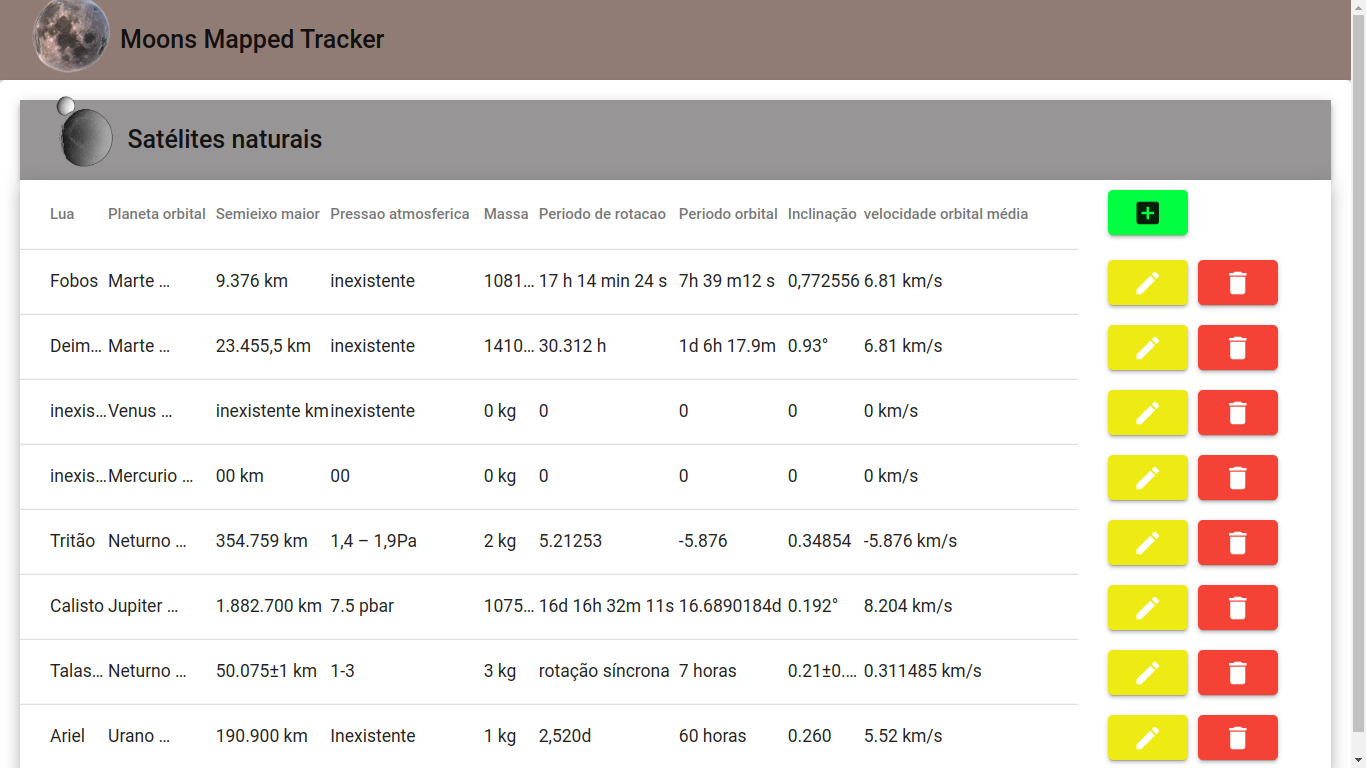 Moons Mapped Tracker
Satélites naturais
Lua Planeta orbital Semieixo maior Pressao atmosferica Massa Periodo de rotacao Periodo orbital Inclinação velocidade orbital média
Fobos Marte ... 9.376 km inexistente 1081... 17 h 14 min 24 s 7h 39 m12 s 0,772556 6.81 km/s
Deim... Marte ... 23.455,5 km inexistente 1410... 30.312 h 1d 6h 17.9m 0.93° 6.81 km/s
inexis... Venus ... inexistente km inexistente 0 kg 0 0 0 0 km/s
inexis... Mercurio ... 00 km 00 0 kg 0 0 0 0 km/s
Tritão Neturno ... 354.759 km 1,4 – 1,9Pa 2 kg 5.21253 -5.876 0.34854 -5.876 km/s
Calisto Jupiter ... 1.882.700 km 7.5 pbar 1075... 16d 16h 32m 11s 16.6890184d 0.192° 8.204 km/s
Talas... Neturno ... 50.075±1 km 1-3 3 kg rotação síncrona 7 horas 0.21±0.... 0.311485 km/s
Ariel Urano ... 190.900 km Inexistente 1 kg 2,520d 60 horas 0.260 5.52 km/s